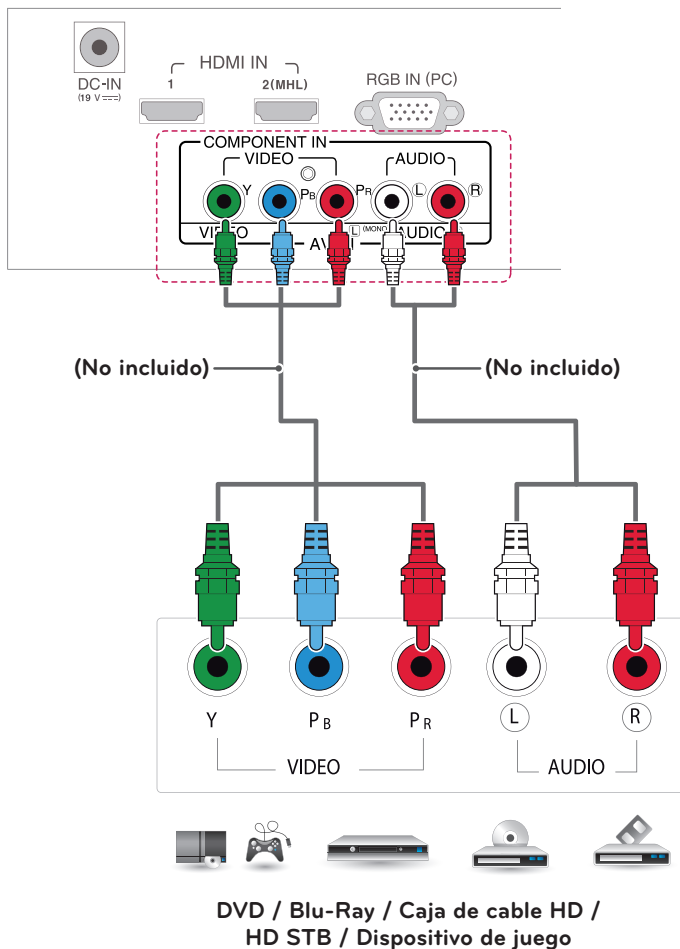 HDMI IN
DC-IN
(19 V ⎓)
1
2(MHL)
RGB IN (PC)
COMPONENT IN
VIDEO
AUDIO
Y
PB
PR
L
R
VIDEO
AV
L (MONO)
AUDIO
(No incluido)
(No incluido)
Y
PB
PR
L
R
VIDEO
AUDIO
DVD / Blu-Ray / Caja de cable HD /
HD STB / Dispositivo de juego